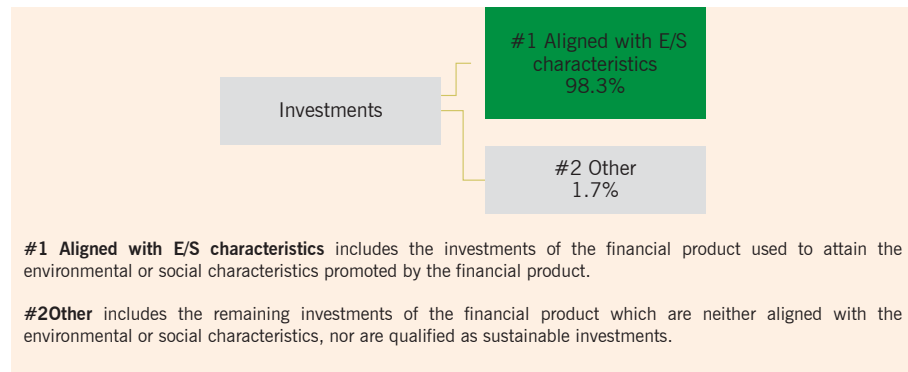 #1 Aligned with E/S
characteristics
98.3%
Investments
#2 Other
1.7%
#1 Aligned with E/S characteristics includes the investments of the financial product used to attain the
environmental or social characteristics promoted by the financial product.
#2Other includes the remaining investments of the financial product which are neither aligned with the
environmental or social characteristics, nor are qualified as sustainable investments.